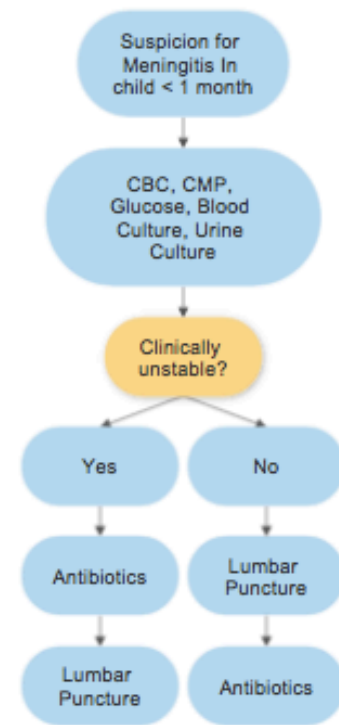 Suspicion for
Meningitis In
child < 1 month
CBC, CMP,
Glucose, Blood
Culture, Urine
Culture
Clinically
unstable?
Yes
No
Antibiotics
Lumbar
Puncture
Lumbar
Puncture
Antibiotics